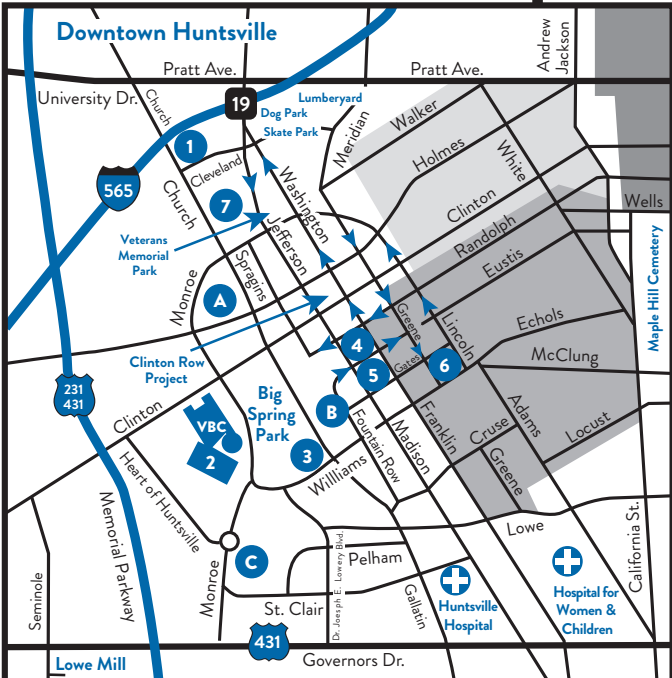 Downtown Huntsville
Pratt Ave.
Pratt Ave.
Andrew
Jackson
University Dr.
Church
19
Lumberyard
Dog Park
Skate Park
Meridian
Walker
Holmes
White
1
Cleveland
565
Church
7
Washington
Jefferson
Clinton
Randolph
Wells
Veterans
Memorial
Park
Spragins
Eustis
Maple Hill Cemetery
Monroe
A
Greene
Lincoln
Echols
Clinton Row
Project
4
Gates
6
McClung
231
431
5
Big
Spring
Park
Clinton
VBC
2
B
3
Fountain Row
Madison
Franklin
Adams
Cruse
Locust
Greene
Willliams
Heart of Huntsville
Memorial Parkway
Lowe
California St.
Seminole
C
Monroe
Pelham
Dr. Joesph E. Lowery Blvd.
St. Clair
Gallatin
Huntsville
Hospital
Hospital for
Women &
Children
431
Lowe Mill
Governors Dr.